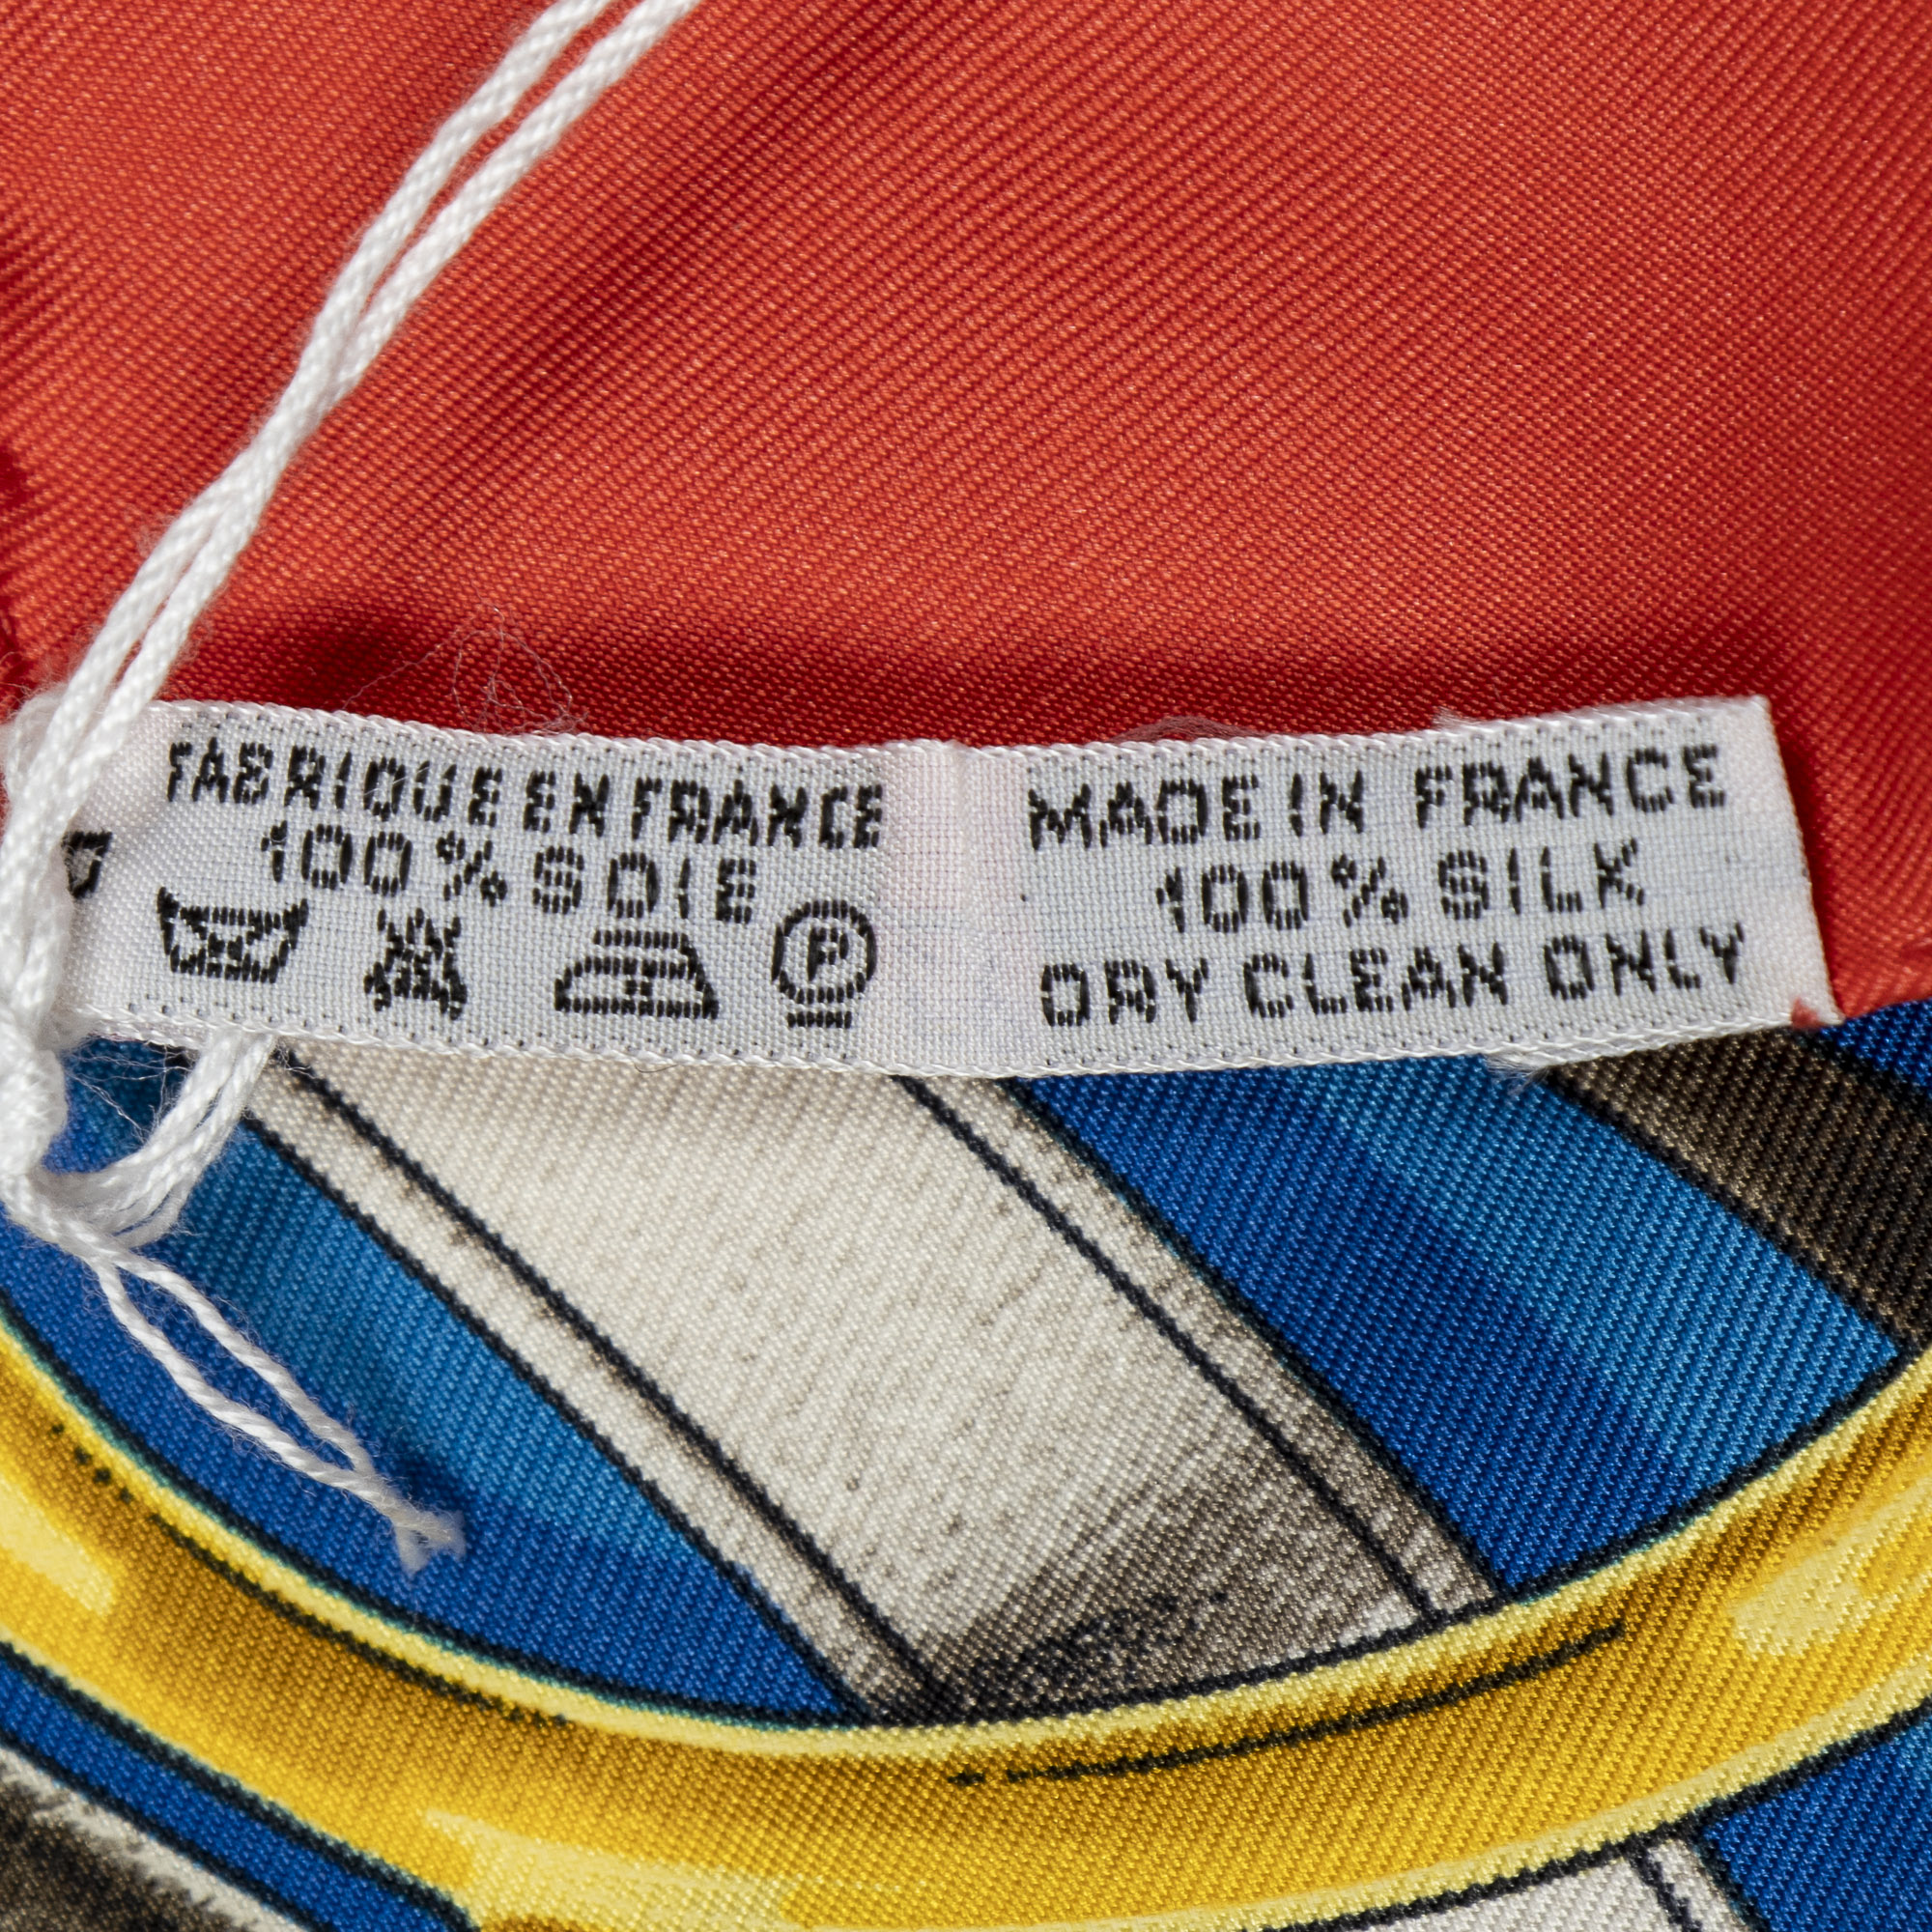 FABRIQUE EN FRANCE
100% SOIE
P
MADE IN FRANCE
100% SILK
DRY CLEAN ONLY